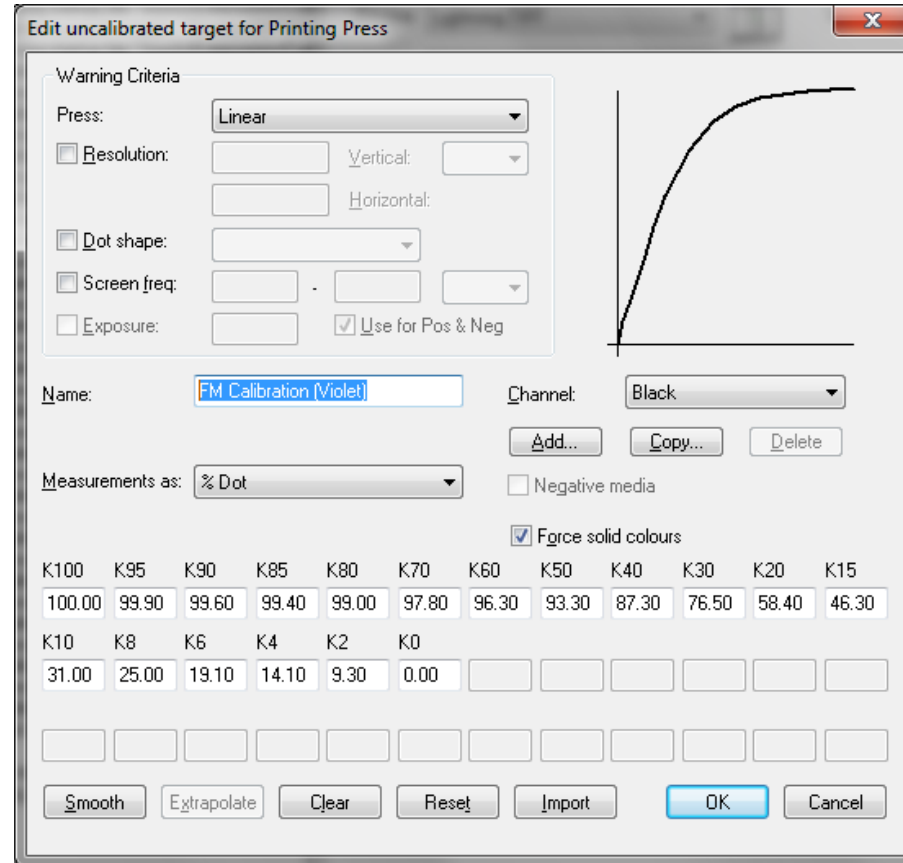 Edit uncalibrated target for Printing Press
Warning Criteria
Press: Linear
Resolution: Vertical:
Horizontal:
Dot shape:
Screen freq: -
Exposure: Use for Pos & Neg
Name: FM Calibration (Violet) Channel: Black
Add... Copy... Delete
Measurements as: % Dot Negative media
Force solid colours
K100 K95 K90 K85 K80 K70 K60 K50 K40 K30 K20 K15
100.00 99.90 99.60 99.40 99.00 97.80 96.30 93.30 87.30 76.50 58.40 46.30
K10 K8 K6 K4 K2 K0
31.00 25.00 19.10 14.10 9.30 0.00
Smooth Extrapolate Clear Reset Import OK Cancel